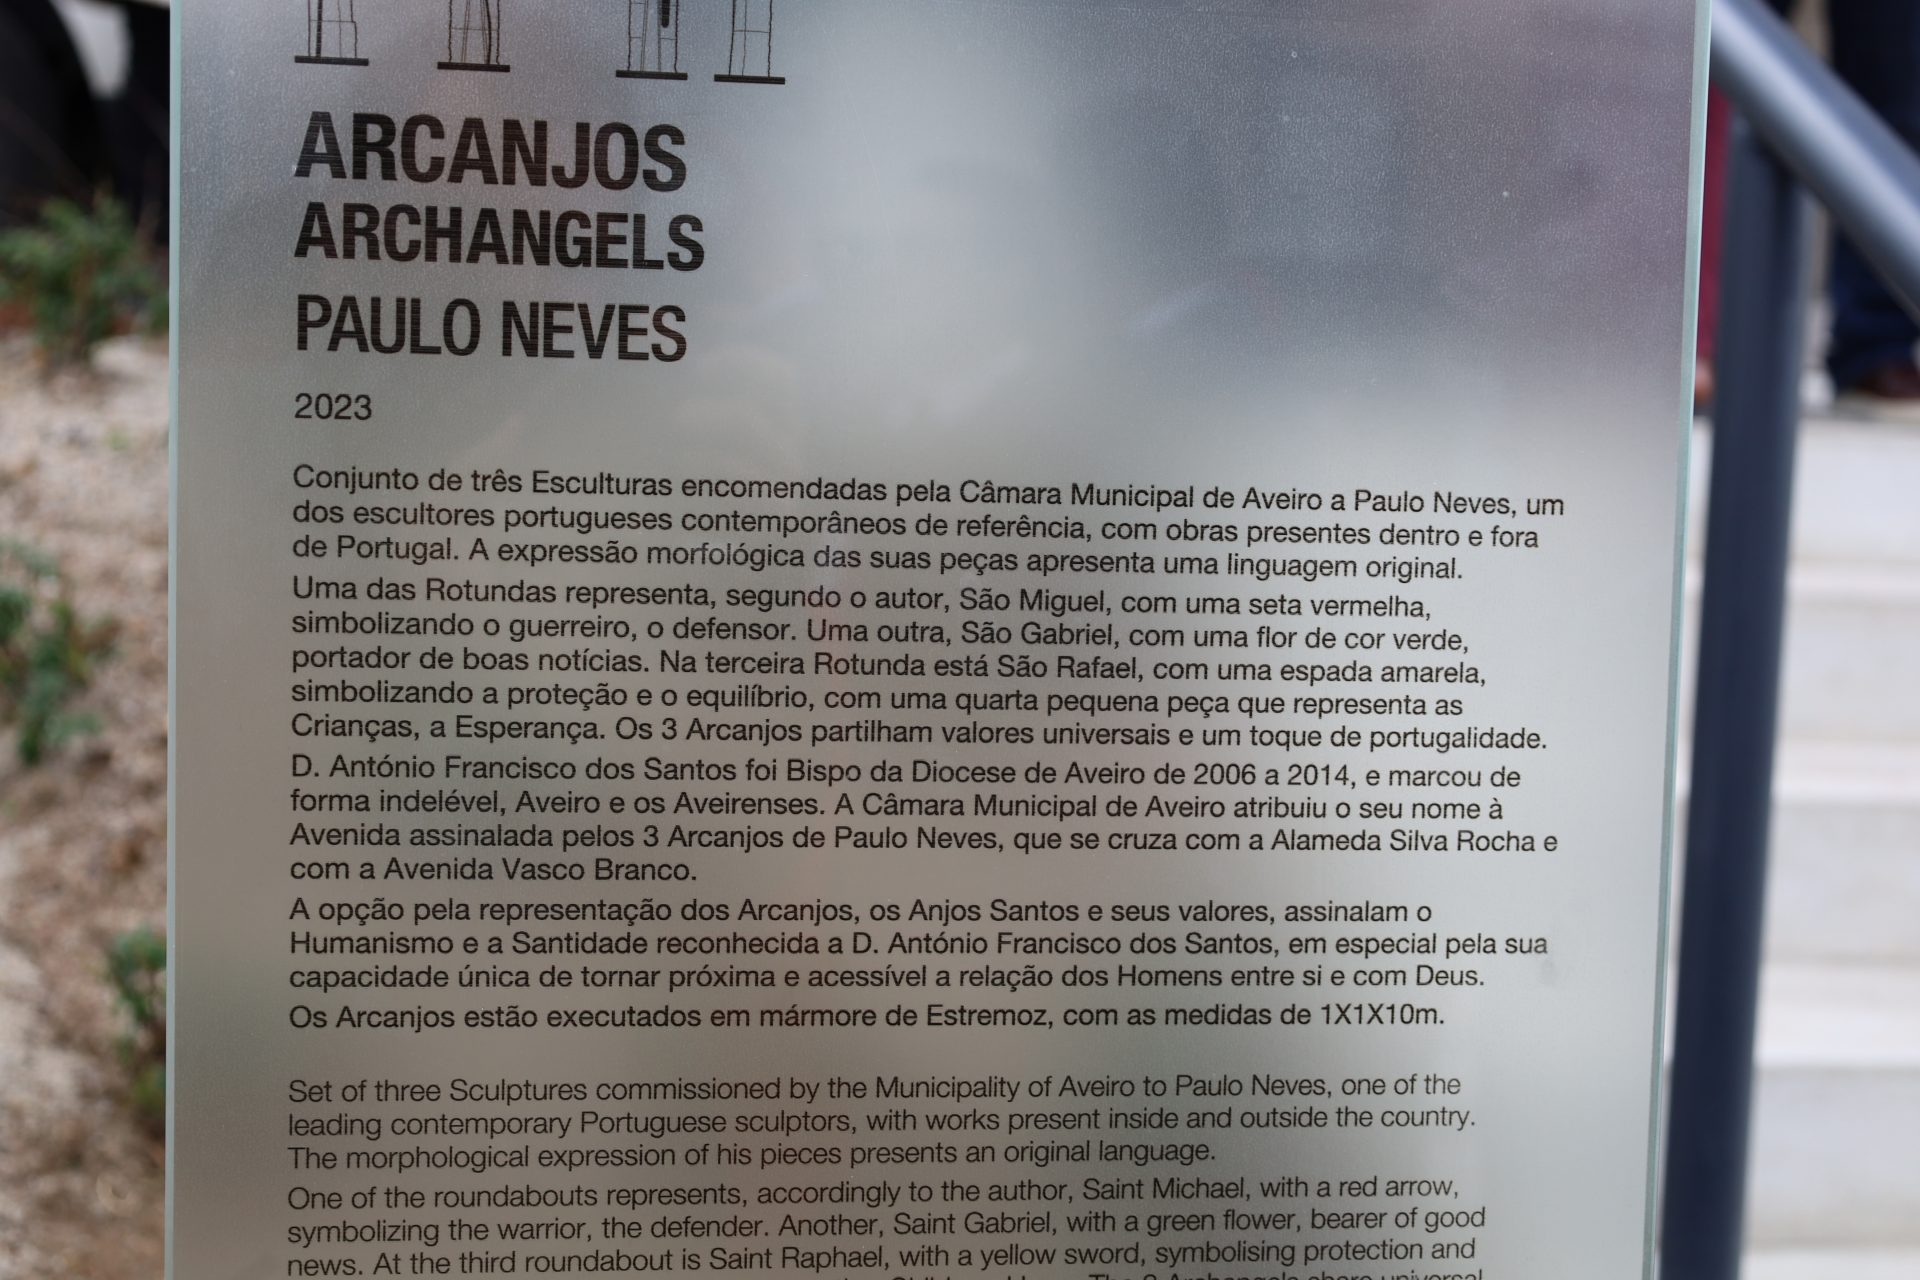 ARCANJOS
ARCHANGELS
PAULO NEVES
2023
Conjunto de três Esculturas encomendadas pela Câmara Municipal de Aveiro a Paulo Neves, um
dos escultores portugueses contemporâneos de referência, com obras presentes dentro e fora
de Portugal. A expressão morfológica das suas peças apresenta uma linguagem original.
Uma das Rotundas representa, segundo o autor, São Miguel, com uma seta vermelha,
simbolizando o guerreiro, o defensor. Uma outra, São Gabriel, com uma flor de cor verde,
portador de boas notícias. Na terceira Rotunda está São Rafael, com uma espada amarela,
simbolizando a proteção e o equilíbrio, com uma quarta pequena peça que representa as
Crianças, a Esperança. Os 3 Arcanjos partilham valores universais e um toque de portugalidade.
D. António Francisco dos Santos foi Bispo da Diocese de Aveiro de 2006 a 2014, e marcou de
forma indelével, Aveiro e os Aveirenses. A Câmara Municipal de Aveiro atribuiu o seu nome à
Avenida assinalada pelos 3 Arcanjos de Paulo Neves, que se cruza com a Alameda Silva Rocha e
com a Avenida Vasco Branco.
A opção pela representação dos Arcanjos, os Anjos Santos e seus valores, assinalam o
Humanismo e a Santidade reconhecida a D. António Francisco dos Santos, em especial pela sua
capacidade única de tornar próxima e acessível a relação dos Homens entre si e com Deus.
Os Arcanjos estão executados em mármore de Estremoz, com as medidas de 1X1X10m.
Set of three Sculptures commissioned by the Municipality of Aveiro to Paulo Neves, one of the
leading contemporary Portuguese sculptors, with works present inside and outside the country.
The morphological expression of his pieces presents an original language.
One of the roundabouts represents, accordingly to the author, Saint Michael, with a red arrow,
symbolizing the warrior, the defender. Another, Saint Gabriel, with a green flower, bearer of good
news. At the third roundabout is Saint Raphael, with a yellow sword, symbolising protection and